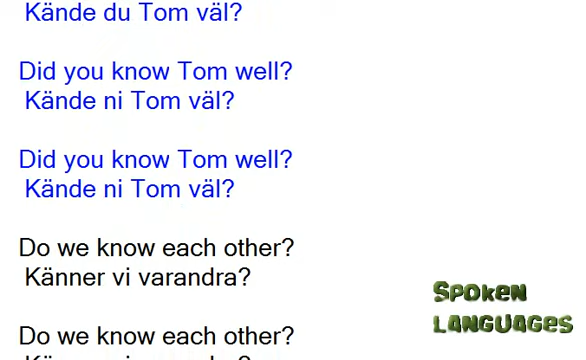 Kände du Tom väl?
Did you know Tom well?
Kände ni Tom väl?
Did you know Tom well?
Kände ni Tom väl?
Do we know each other?
Känner vi varandra?
Do we know each other?
Spoken
Languages